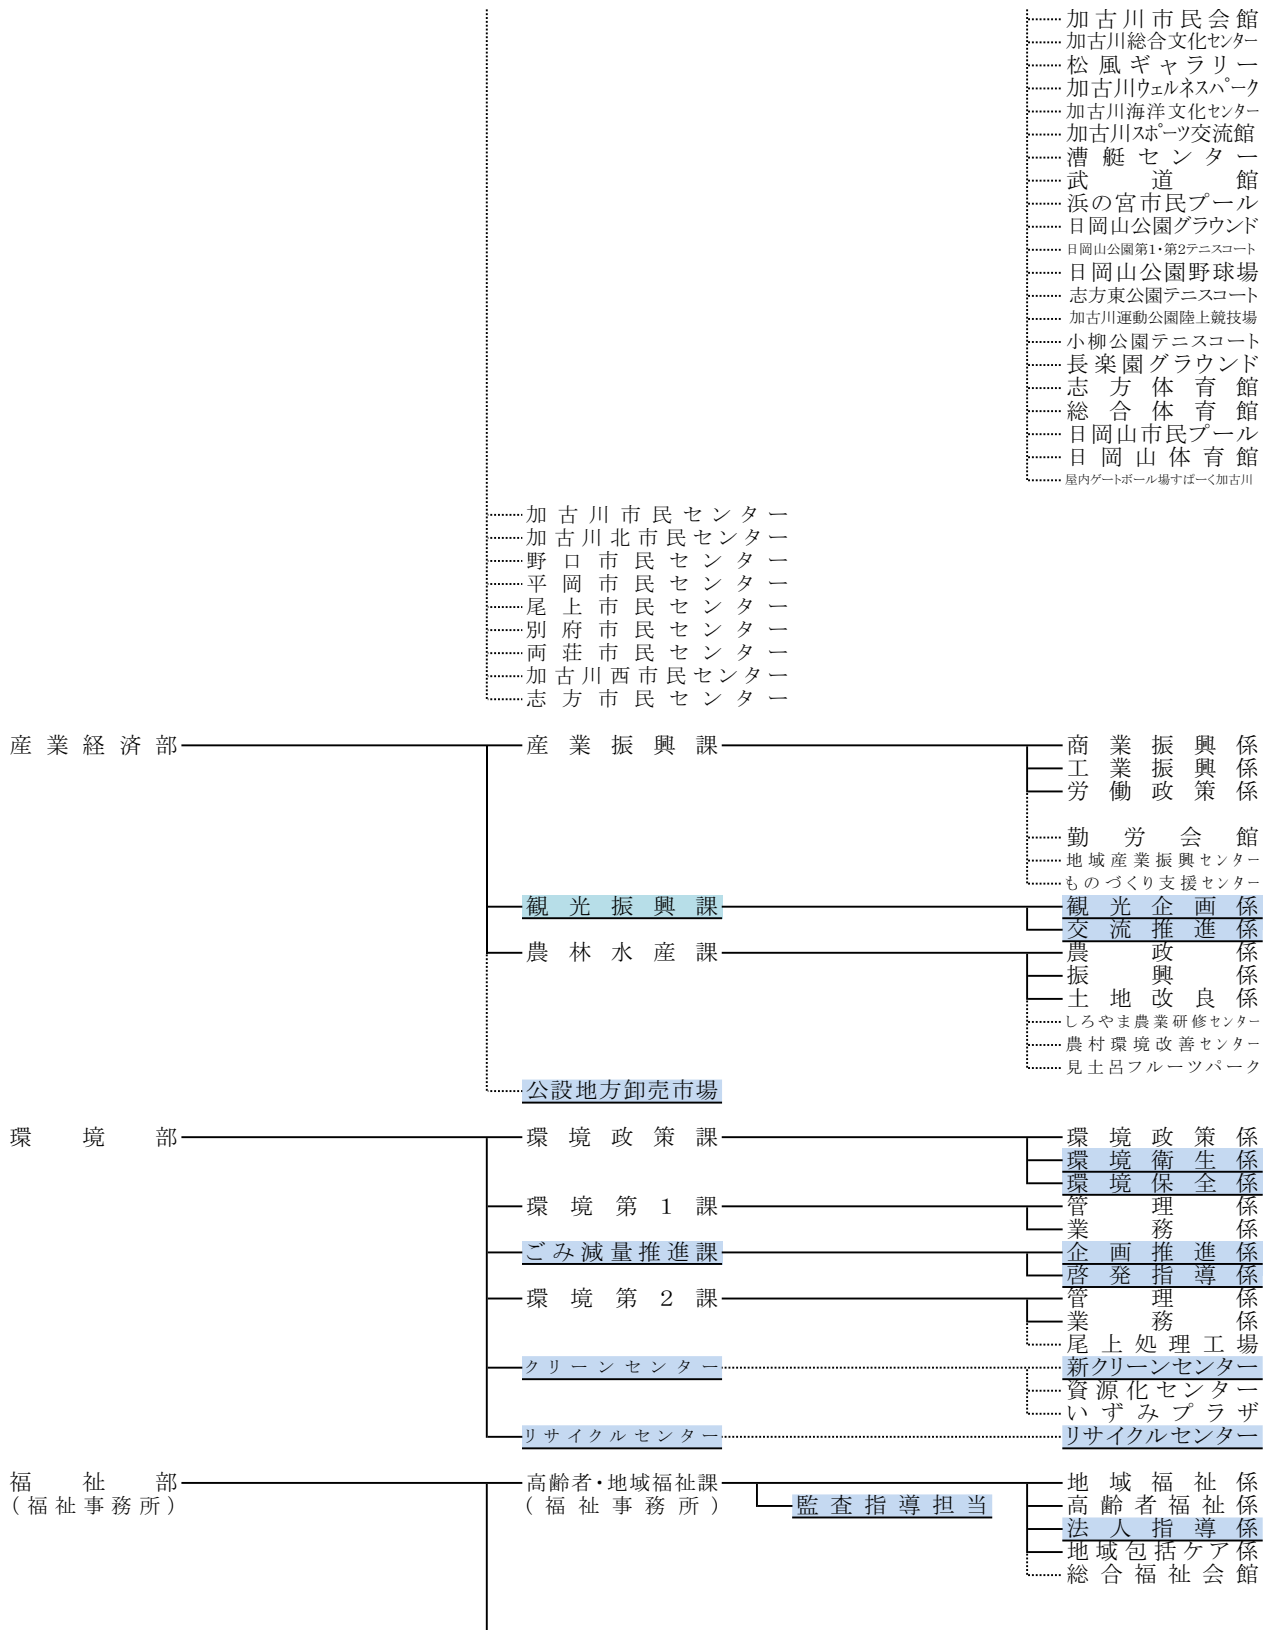 加古川市民会館
加古川総合文化センター
松風ギャラリー
加古川ウェルネスパーク
加古川海洋文化センター
加古川スポーツ交流館
漕艇センター
武道館
浜の宮市民プール
日岡山公園グラウンド
日岡山公園第1・第2テニスコート
日岡山公園野球場
志方東公園テニスコート
加古川運動公園陸上競技場
小柳公園テニスコート
長楽園グラウンド
志方体育館
総合体育館
日岡山市民プール
日岡山体育館
屋内ゲートボール場すぱーく加古川
加古川市民センター
加古川北市民センター
野口市民センター
平岡市民センター
尾上市民センター
別府市民センター
両荘市民センター
加古川西市民センター
志方市民センター
産業経済部 産業振興課 商業振興係
工業振興係
労働政策係
勤労会館
地域産業振興センター
ものづくり支援センター
観光振興課 観光企画係
交流推進係
農林水産課 農政係
振興係
土地改良係
しろやま農業研修センター
農村環境改善センター
見土呂フルーツパーク
公設地方卸売市場
環境部 環境政策課 環境政策係
環境衛生係
環境保全係
環境第1課 管理係
業務係
ごみ減量推進課 企画推進係
啓発指導係
環境第2課 管理係
業務係
尾上処理工場
クリーンセンター 新クリーンセンター
資源化センター
いずみプラザ
リサイクルセンター リサイクルセンター
福祉部 高齢者・地域福祉課 地域福祉係
(福祉事務所) (福祉事務所) 監査指導担当 高齢者福祉係
法人指導係
地域包括ケア係
総合福祉会館